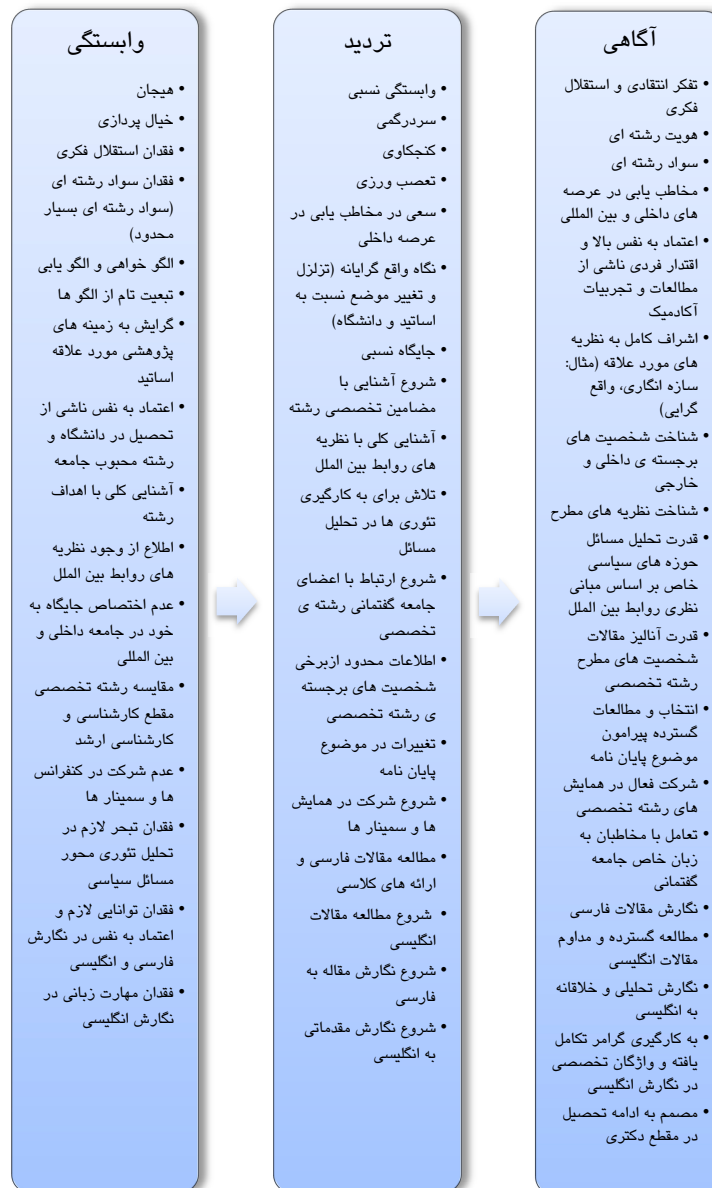 وابستگی
• هیجان
• خیال پردازی
• فقدان استقلال فکری
• فقدان سواد رشته ای
(سواد رشته ای بسیار
محدود)
• الگو خواهی و الگو یابی
• تبعیت تام از الگو ها
• گرایش به زمینه های
پژوهشی مورد علاقه
اساتید
• اعتماد به نفس ناشی از
تحصیل در دانشگاه و
رشته محبوب جامعه
• آشنایی کلی با اهداف
رشته
• اطلاع از وجود نظریه
های روابط بین الملل
• عدم اختصاص جایگاه به
خود در جامعه داخلی و
بین المللی
• مقایسه رشته تخصصی
مقطع کارشناسی و
کارشناسی ارشد
• عدم شرکت در کنفرانس
ها و سمینار ها
• فقدان تبحر لازم در
تحلیل تئوری محور
مسائل سیاسی
• فقدان توانایی لازم و
اعتماد به نفس در نگارش
فارسی و انگلیسی
• فقدان مهارت زبانی در
نگارش انگلیسی
تردید
• وابستگی نسبی
• سردرگمی
• کنجکاوی
• تعصب ورزی
• سعی در مخاطب یابی در
عرصه داخلی
• نگاه واقع گرایانه (تزلزل
و تغییر موضع نسبت به
اساتید و دانشگاه)
• جایگاه نسبی
• شروع آشنایی با
مضامین تخصصی رشته
• آشنایی کلی با نظریه
های روابط بین الملل
• تلاش برای به کارگیری
تئوری ها در تحلیل
مسائل
• شروع ارتباط با اعضای
جامعه گفتمانی رشته ی
تخصصی
• اطلاعات محدود ازبرخی
شخصیت های برجسته
ی رشته تخصصی
• تغییرات در موضوع
پایان نامه
• شروع شرکت در همایش
ها و سمینار ها
• مطالعه مقالات فارسی و
ارائه های کلاسی
• شروع مطالعه مقالات
انگلیسی
• شروع نگارش مقاله به
فارسی
• شروع نگارش مقدماتی
به انگلیسی
آگاهی
• تفکر انتقادی و استقلال
فکری
• هویت رشته ای
• سواد رشته ای
• مخاطب یابی در عرصه
های داخلی و بین المللی
• اعتماد به نفس بالا و
اقتدار فردی ناشی از
مطالعات و تجربیات
آکادمیک
• اشراف کامل به نظریه
های مورد علاقه (مثال:
سازه انگاری، واقع
گرایی)
• شناخت شخصیت های
برجسته ی داخلی و
خارجی
• شناخت نظریه های مطرح
• قدرت تحلیل مسائل
حوزه های سیاسی
خاص بر اساس مبانی
نظری روابط بین الملل
• قدرت آنالیز مقالات
شخصیت های مطرح
رشته تخصصی
• انتخاب و مطالعات
گسترده پیرامون
موضوع پایان نامه
• شرکت فعال در همایش
های رشته تخصصی
• تعامل با مخاطبان به
زبان خاص جامعه
گفتمانی
• نگارش مقالات فارسی
• مطالعه گسترده و مداوم
مقالات انگلیسی
• نگارش تحلیلی و خلاقانه
به انگلیسی
• به کارگیری گرامر تکامل
یافته و واژگان تخصصی
در نگارش انگلیسی
• مصمم به ادامه تحصیل
در مقطع دکتری